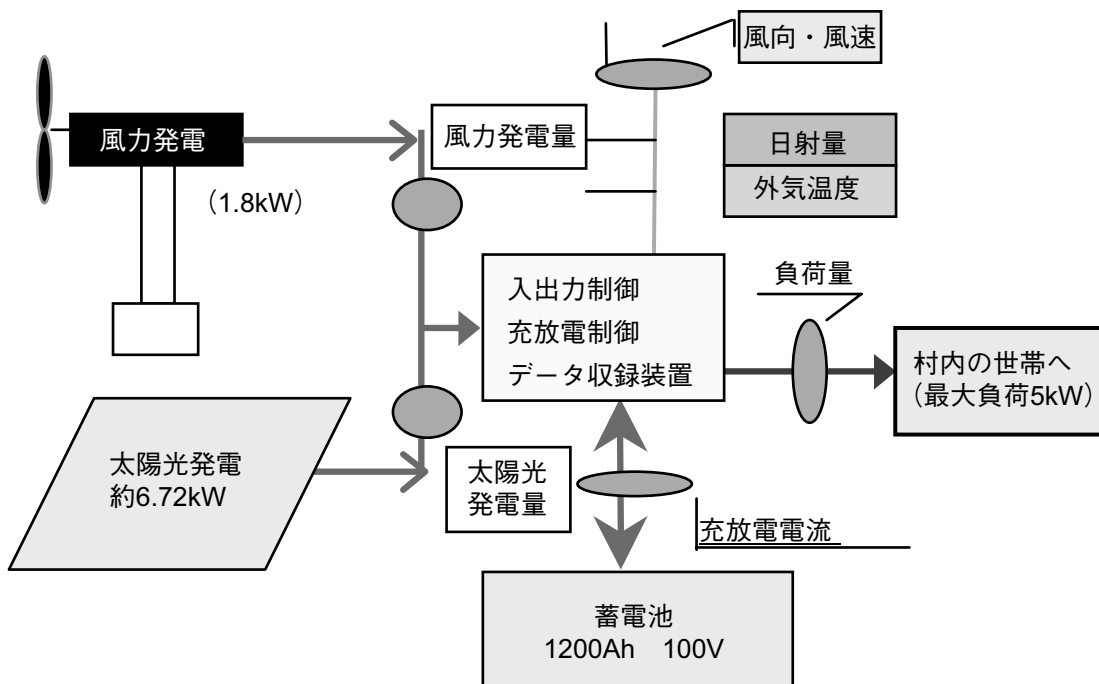 風向・風速
風力発電
風力発電量
日射量
外気温度
（1.8kW）
入出力制御
充放電制御
データ収録装置
負荷量
村内の世帯へ
（最大負荷5kW）
太陽光発電
約6.72kW
太陽光
発電量
充放電電流
蓄電池
1200Ah　100V